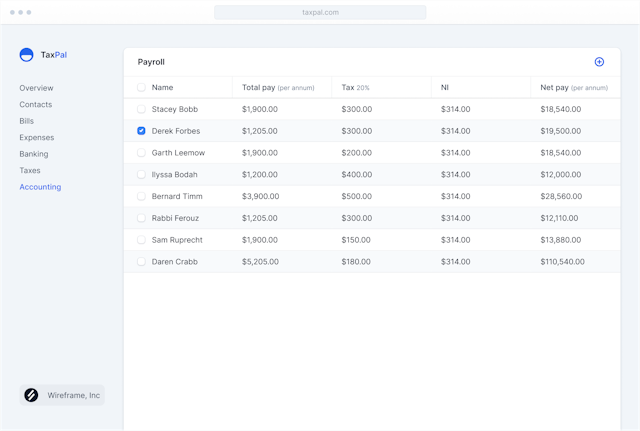 taxpal.com
TaxPal
Overview
Contacts
Bills
Expenses
Banking
Taxes
Accounting
Wireframe, Inc
Payroll
Name Total pay (per annum) Tax 20% NI Net pay (per annum)
Stacey Bobb $1,900.00 $300.00 $314.00 $18,540.00
Derek Forbes $1,205.00 $300.00 $314.00 $19,500.00
Garth Leemow $1,900.00 $200.00 $314.00 $18,540.00
Ilyssa Bodah $1,200.00 $400.00 $314.00 $12,000.00
Bernard Timm $3,900.00 $500.00 $314.00 $28,560.00
Rabbi Ferouz $1,205.00 $300.00 $314.00 $12,110.00
Sam Ruprecht $1,900.00 $150.00 $314.00 $13,880.00
Daren Crabb $5,205.00 $180.00 $314.00 $110,540.00